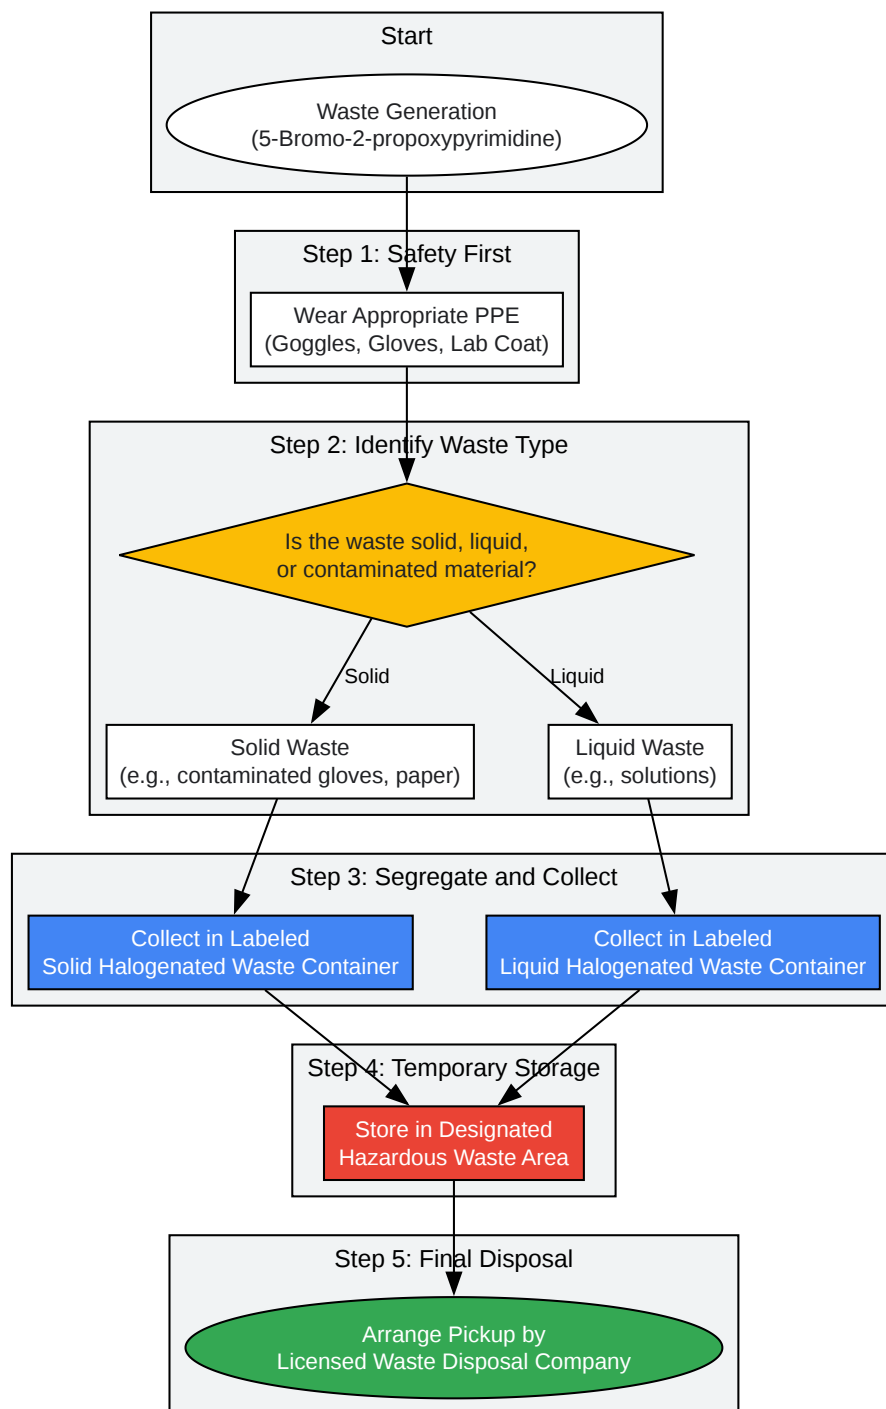 Start
Waste Generation
(5-Bromo-2-propoxypyrimidine)
Step 1: Safety First
Wear Appropriate PPE
(Goggles, Gloves, Lab Coat)
Step 2: Identify Waste Type
Is the waste solid, liquid,
or contaminated material?
Solid
Liquid
Solid Waste
(e.g., contaminated gloves, paper)
Liquid Waste
(e.g., solutions)
Step 3: Segregate and Collect
Collect in Labeled
Solid Halogenated Waste Container
Collect in Labeled
Liquid Halogenated Waste Container
Step 4: Temporary Storage
Store in Designated
Hazardous Waste Area
Step 5: Final Disposal
Arrange Pickup by
Licensed Waste Disposal Company